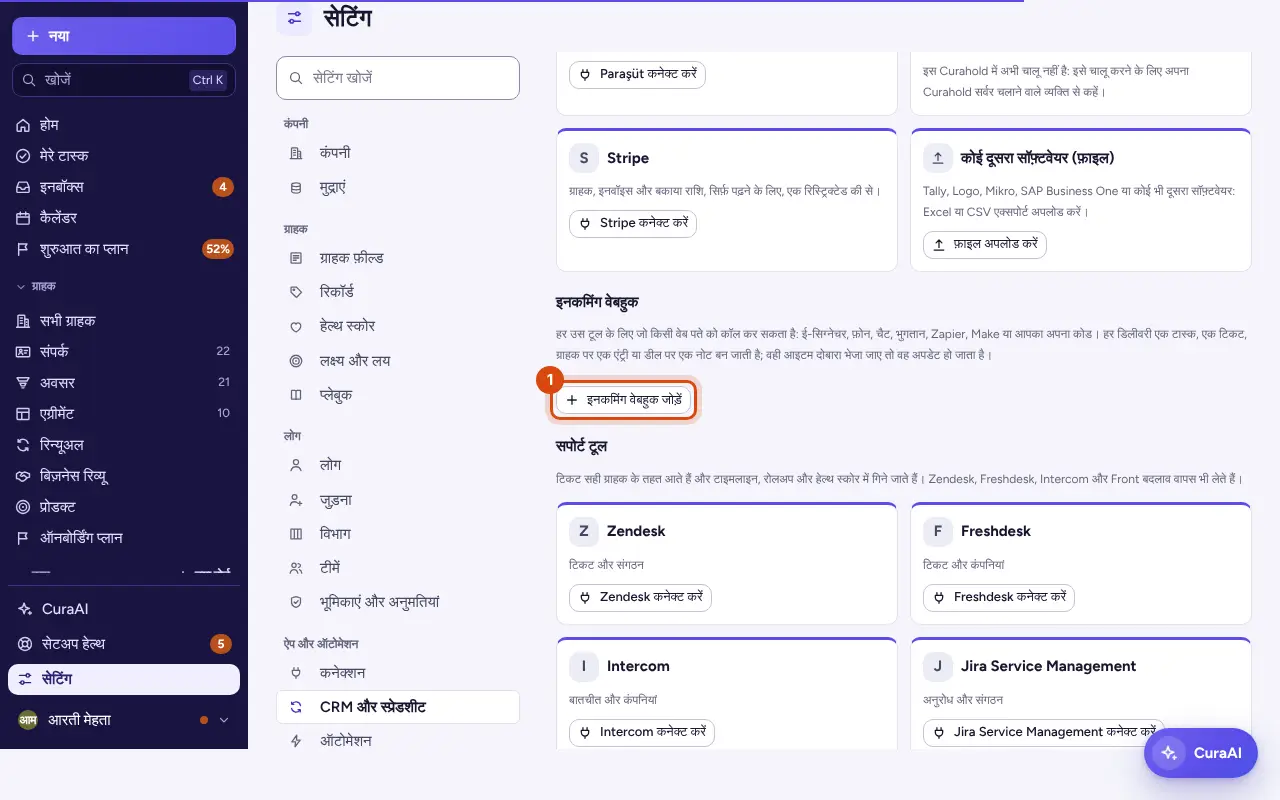 नया
खोजें
Ctrl K
होम
मेरे टास्क
इनबॉक्स
4
कैलेंडर
शुरुआत का प्लान
52%
ग्राहक
सभी ग्राहक
संपर्क
22
अवसर
21
एग्रीमेंट
10
रिन्यूअल
बिज़नेस रिव्यू
प्रोडक्ट
ऑनबोर्डिंग प्लान
CuraAI
सेटअप हेल्थ
5
सेटिंग
आम
आरती मेहता
सेटिंग
सेटिंग खोजें
कंपनी
कंपनी
मुद्राएं
ग्राहक
ग्राहक फ़ील्ड
रिकॉर्ड
हेल्थ स्कोर
लक्ष्य और लय
प्लेबुक
लोग
लोग
जुड़ना
विभाग
टीमें
भूमिकाएं और अनुमतियां
ऐप और ऑटोमेशन
कनेक्शन
CRM और स्प्रेडशीट
ऑटोमेशन
Paraşüt कनेक्ट करें
इस Curahold में अभी चालू नहीं है: इसे चालू करने के लिए अपना
Curahold सर्वर चलाने वाले व्यक्ति से कहें।
S
Stripe
ग्राहक, इनवॉइस और बकाया राशि, सिर्फ़ पढ़ने के लिए, एक रिस्ट्रिक्टेड की से।
Stripe कनेक्ट करें
कोई दूसरा सॉफ़्टवेयर (फ़ाइल)
Tally, Logo, Mikro, SAP Business One या कोई भी दूसरा सॉफ़्टवेयर:
Excel या CSV एक्सपोर्ट अपलोड करें।
फ़ाइल अपलोड करें
इनकमिंग वेबहुक
हर उस टूल के लिए जो किसी वेब पते को कॉल कर सकता है: ई-सिग्नेचर, फ़ोन, चैट, भुगतान, Zapier, Make या आपका अपना कोड। हर डिलीवरी एक टास्क, एक टिकट,
ग्राहक पर एक एंट्री या डील पर एक नोट बन जाती है; वही आइटम दोबारा भेजा जाए तो वह अपडेट हो जाता है।
1
इनकमिंग वेबहुक जोड़ें
सपोर्ट टूल
टिकट सही ग्राहक के तहत आते हैं और टाइमलाइन, रोलअप और हेल्थ स्कोर में गिने जाते हैं। Zendesk, Freshdesk, Intercom और Front बदलाव वापस भी लेते हैं।
Z
Zendesk
टिकट और संगठन
Zendesk कनेक्ट करें
F
Freshdesk
टिकट और कंपनियां
Freshdesk कनेक्ट करें
I
Intercom
बातचीत और कंपनियां
Intercom कनेक्ट करें
J
Jira Service Management
अनुरोध और संगठन
Jira Service Management कनेक्ट करें
CuraAI